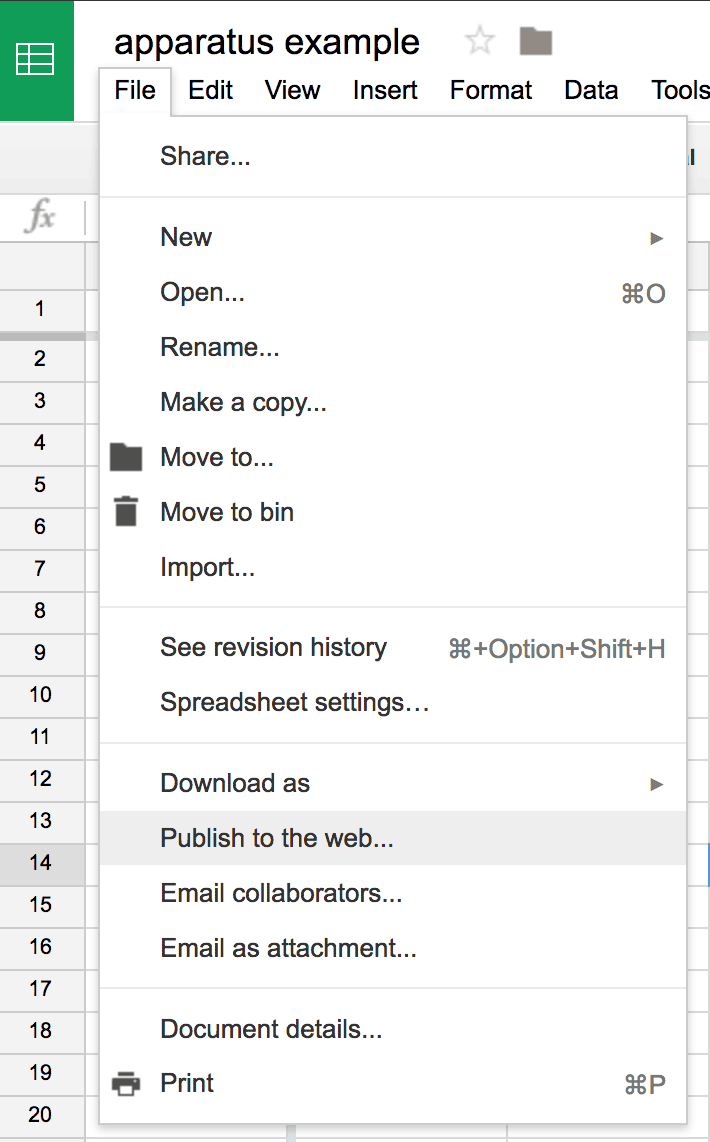 apparatus example
File Edit View Insert Format Data Tools
Share...
fx
New ►
Open... ⌘O
1
Rename...
2
3
Make a copy...
4
Move to...
5
Move to bin
6
Import...
7
8
See revision history ⌘+Option+Shift+H
9
Spreadsheet settings...
10
11
Download as ►
12
Publish to the web...
13
14
Email collaborators...
15
Email as attachment...
16
17
Document details...
18
Print ⌘P
19
20